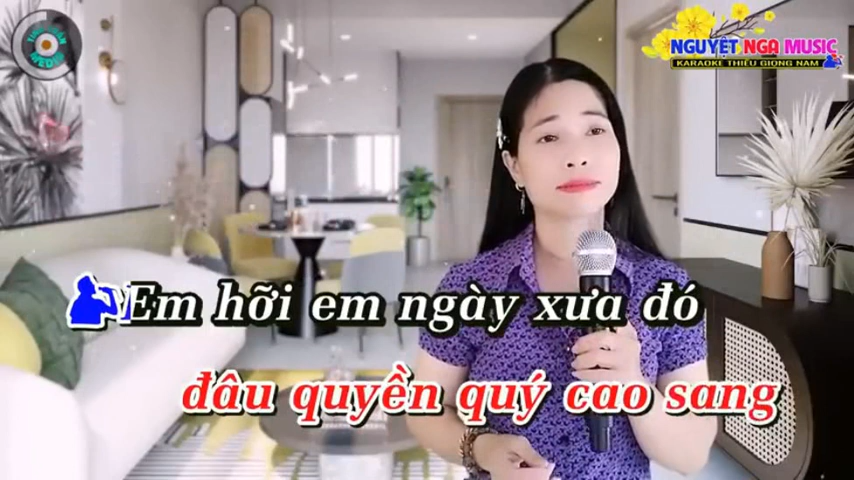 NGUYỆT NGA MUSIC
KARAOKE THIẾU GIỌNG NAM
Em hỡi em ngày xưa đó
đâu quyền quý cao sang